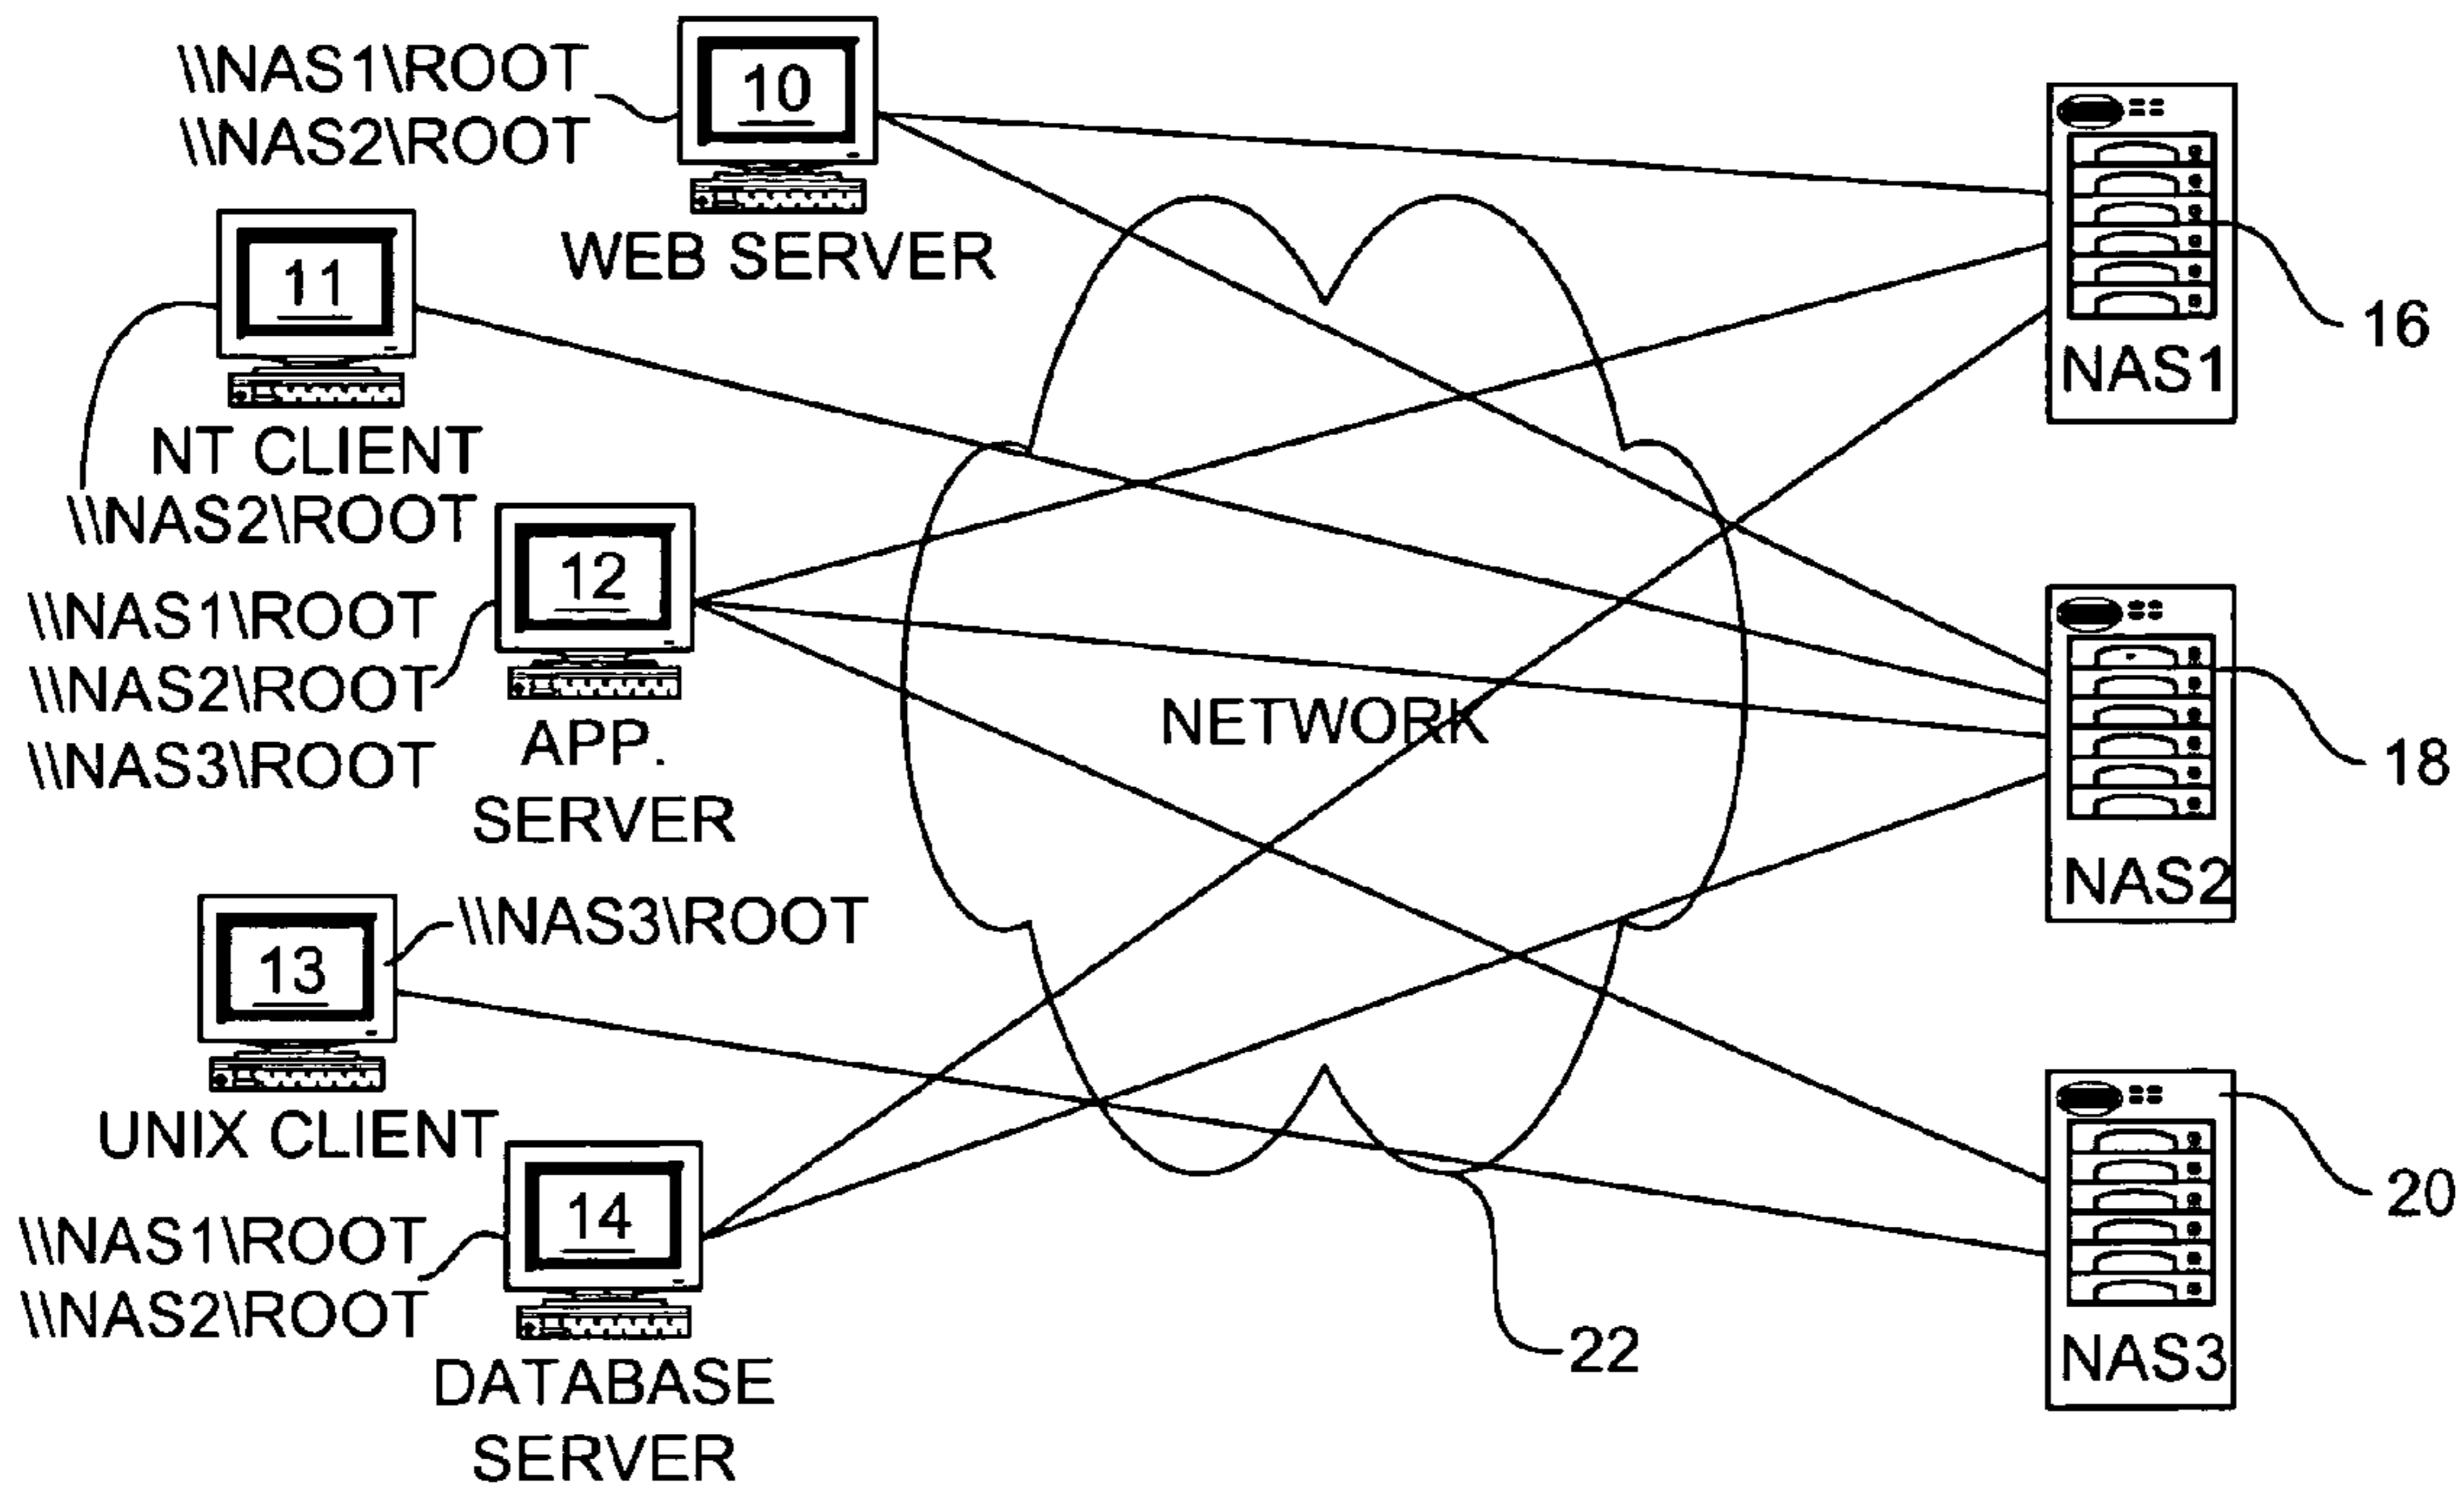 \\NAS1\ROOT
\\NAS2\ROOT
10
WEB SERVER
11
NT CLIENT
\\NAS2\ROOT
12
\\NAS1\ROOT
\\NAS2\ROOT
\\NAS3\ROOT
APP.
SERVER
13
\\NAS3\ROOT
UNIX CLIENT
14
\\NAS1\ROOT
\\NAS2\ROOT
DATABASE
SERVER
NETWORK
22
NAS1
16
NAS2
18
NAS3
20